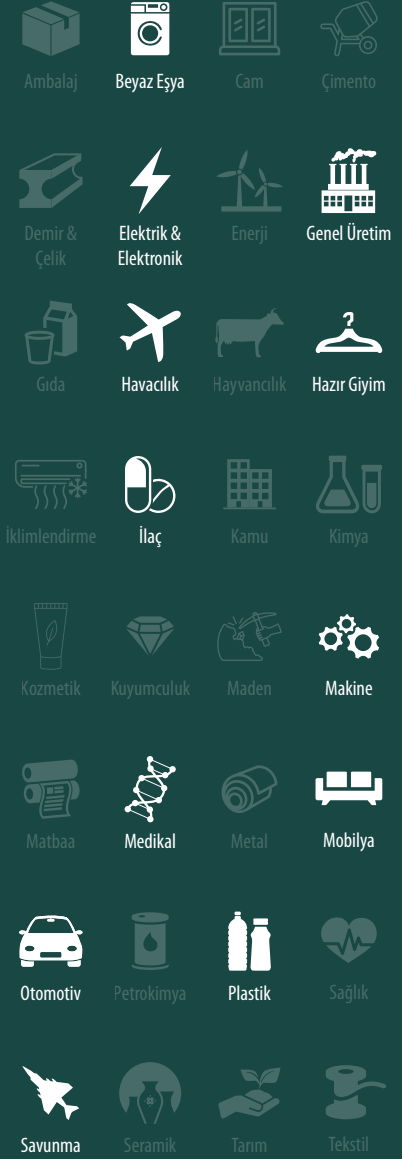 Ambalaj
Beyaz Eşya
Cam
Çimento
Demir &
Çelik
Elektrik &
Elektronik
Enerji
Genel Üretim
Gıda
Havacılık
Hayvancılık
Hazır Giyim
İklimlendirme
İlaç
Kamu
Kimya
Kozmetik
Kuyumculuk
Maden
Makine
Matbaa
Medikal
Metal
Mobilya
Otomotiv
Petrokimya
Plastik
Sağlık
Savunma
Seramik
Tarım
Tekstil